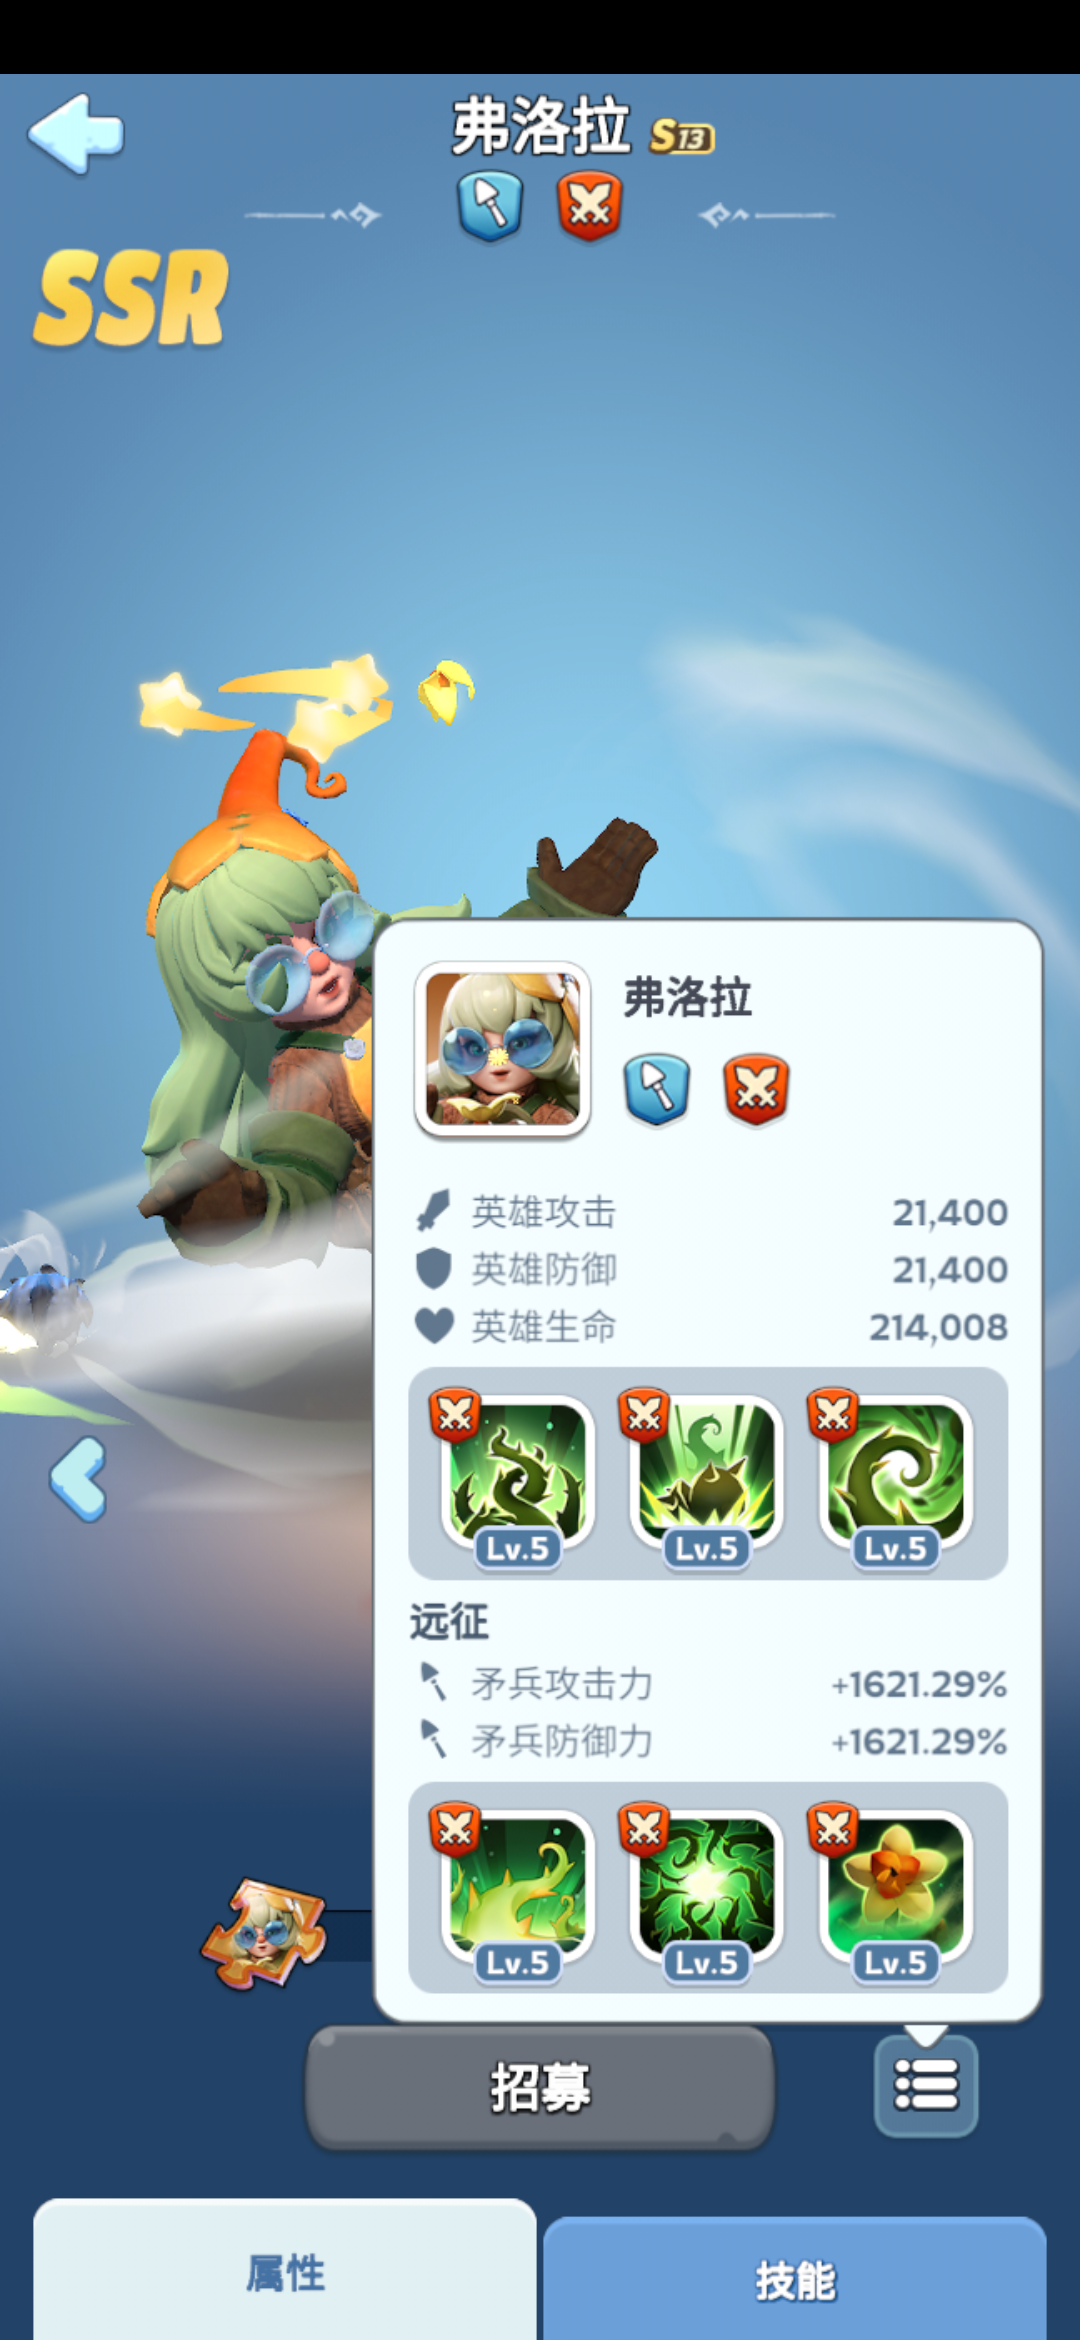 弗洛拉 S13
SSR
弗洛拉
英雄攻击 21,400
英雄防御 21,400
英雄生命 214,008
Lv.5 Lv.5 Lv.5
远征
矛兵攻击力 +1621.29%
矛兵防御力 +1621.29%
Lv.5 Lv.5 Lv.5
招募
属性 技能